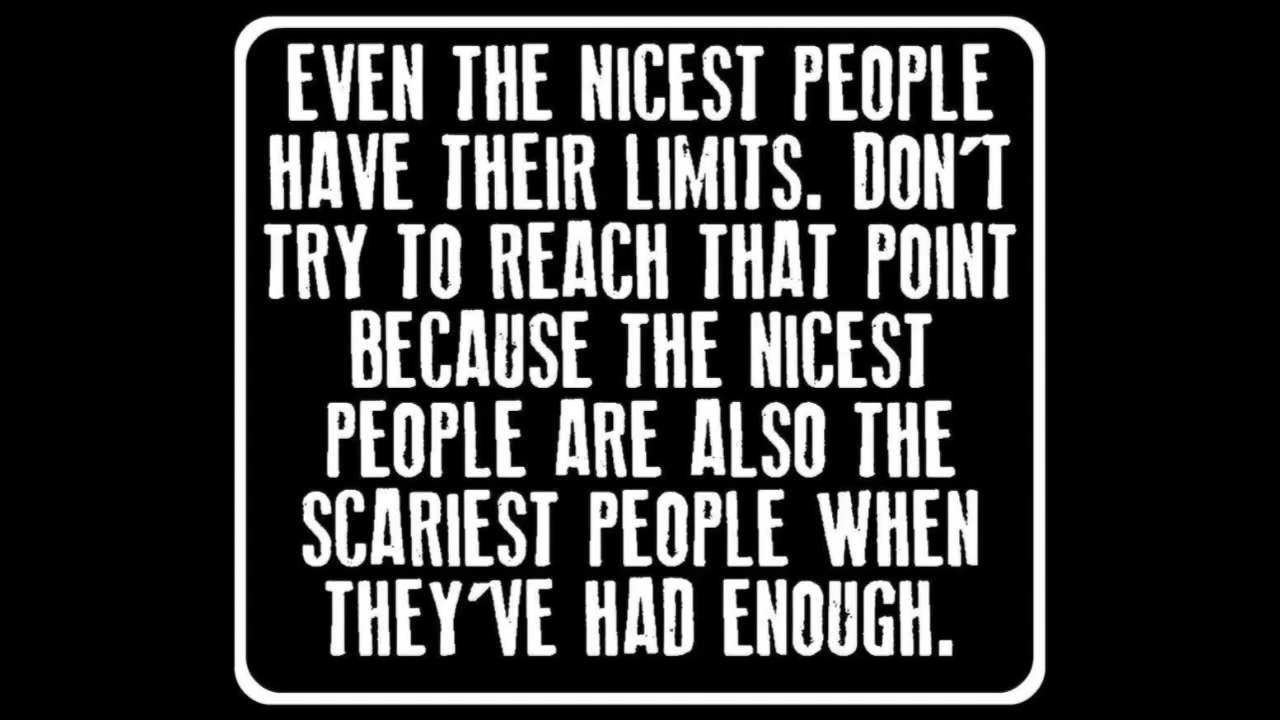 EVEN THE NICEST PEOPLE
HAVE THEIR LIMITS. DON'T
TRY TO REACH THAT POINT
BECAUSE THE NICEST
PEOPLE ARE ALSO THE
SCARIEST PEOPLE WHEN
THEY'VE HAD ENOUGH.